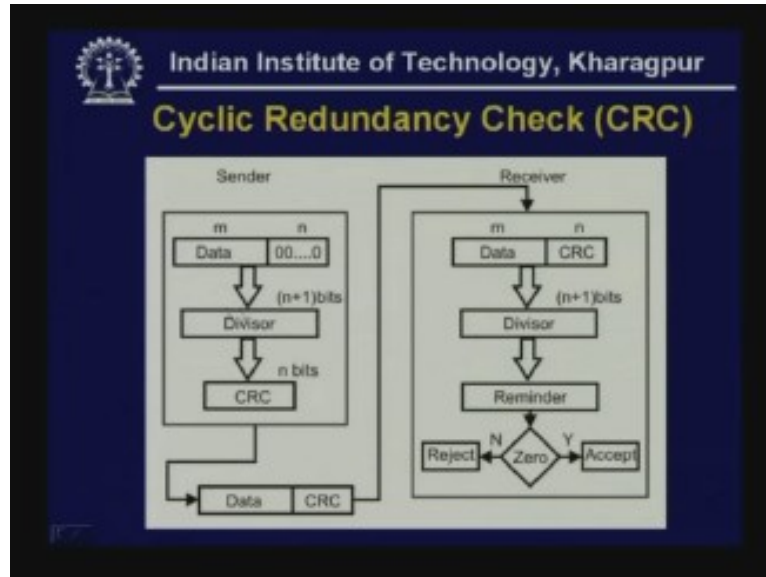 Indian Institute of Technology, Kharagpur
Cyclic Redundancy Check (CRC)
Sender
Receiver
m n
Data 00....0
(n+1)bits
Divisor
n bits
CRC
Data CRC
m n
Data CRC
(n+1)bits
Divisor
Reminder
N Y
Reject Zero Accept